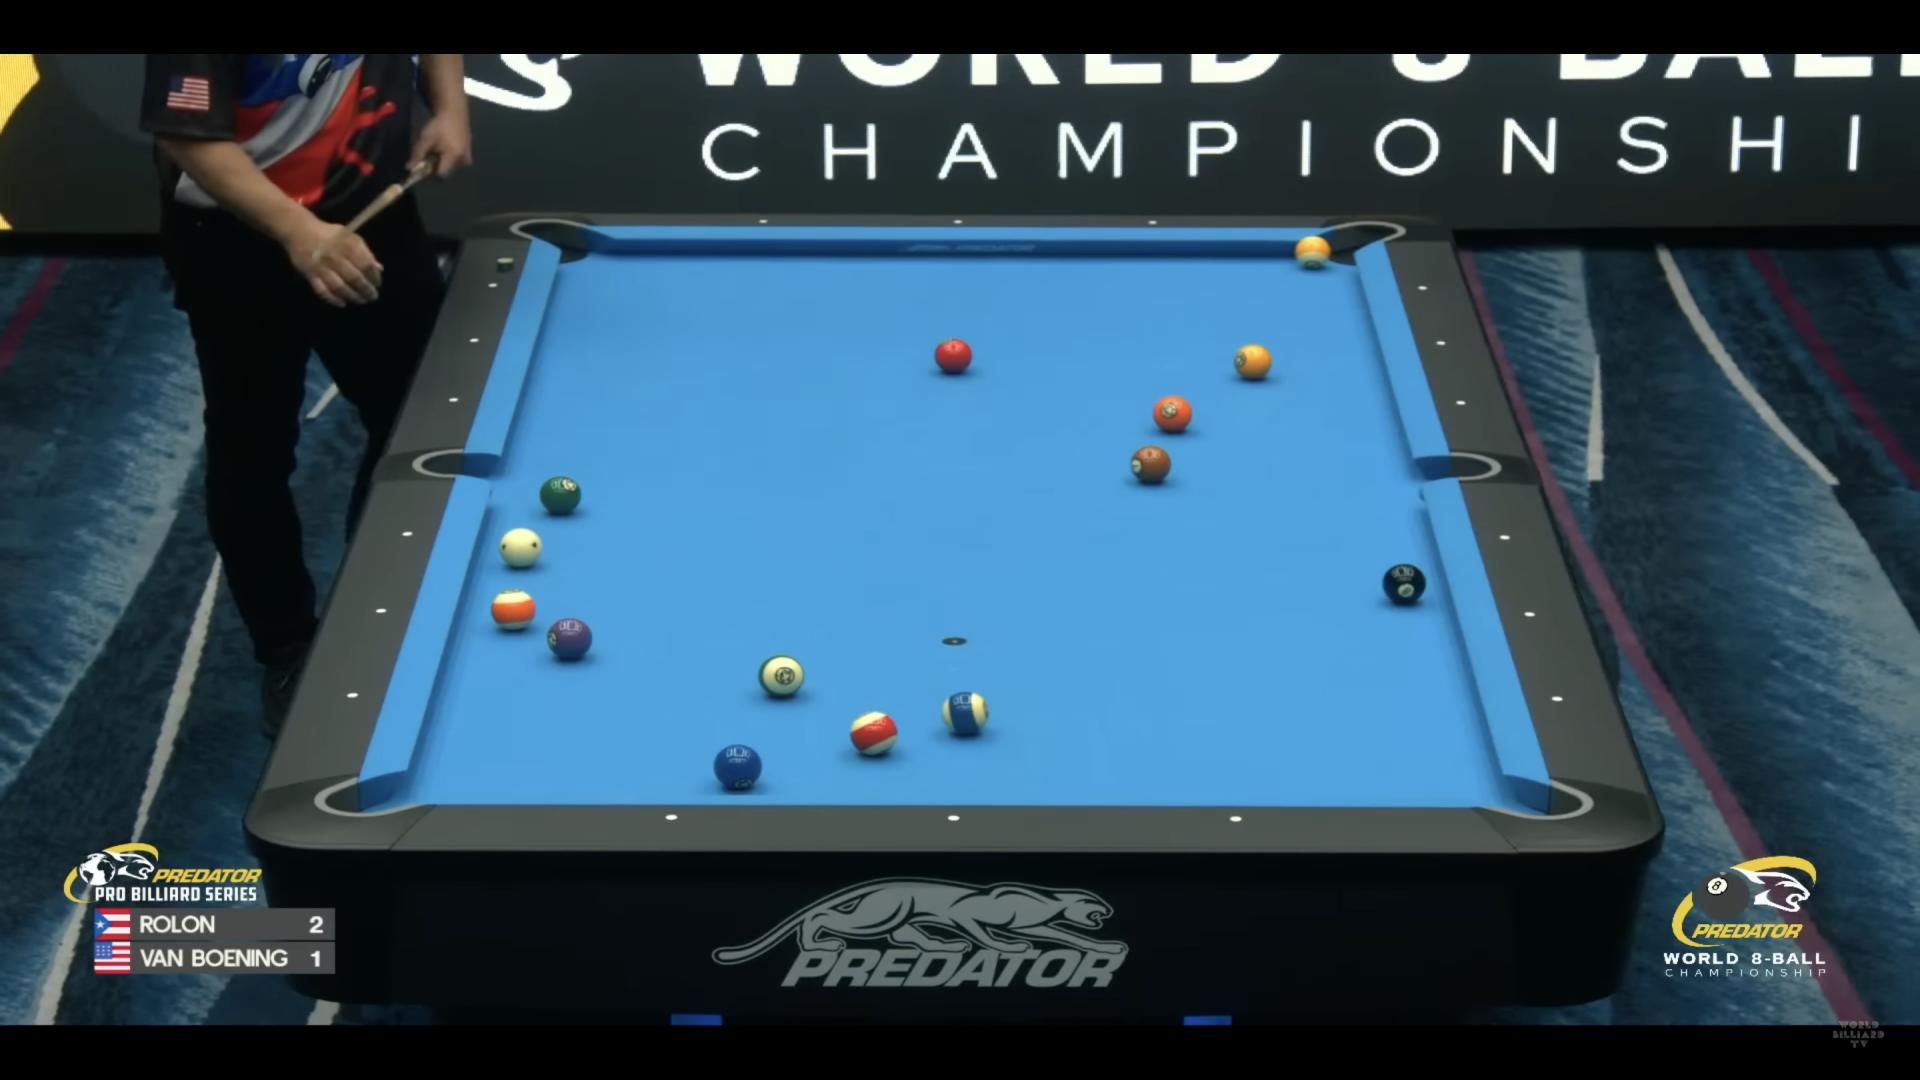 WORLD 8-BALL
CHAMPIONSHI
PREDATOR
PREDATOR
PREDATOR
PRO BILLIARD SERIES
ROLON 2
VAN BOENING 1
8
PREDATOR
WORLD 8-BALL
CHAMPIONSHIP
WORLD
BILLIARD
TV